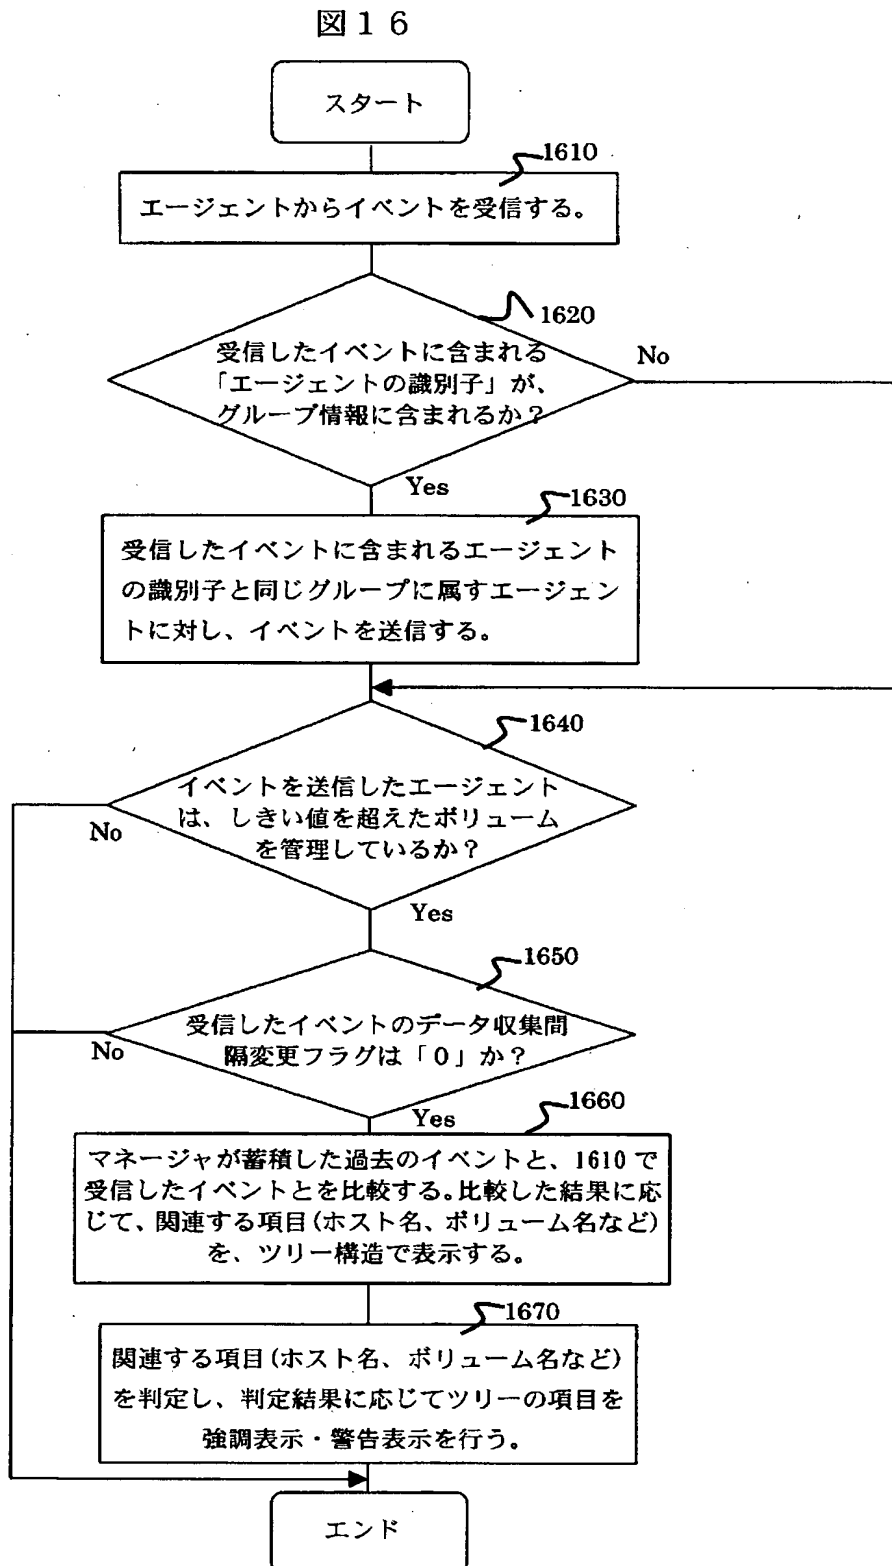 図１６
スタート
1610
エージェントからイベントを受信する。
1620
受信したイベントに含まれる
「エージェントの識別子」が、
グループ情報に含まれるか？
No
Yes
1630
受信したイベントに含まれるエージェント
の識別子と同じグループに属すエージェン
トに対し、イベントを送信する。
1640
イベントを送信したエージェント
は、しきい値を超えたボリューム
を管理しているか？
No
Yes
1650
受信したイベントのデータ収集間
隔変更フラグは「0」か？
No
Yes
1660
マネージャが蓄積した過去のイベントと、1610で
受信したイベントとを比較する。比較した結果に応
じて、関連する項目(ホスト名、ボリューム名など)
を、ツリー構造で表示する。
1670
関連する項目(ホスト名、ボリューム名など)
を判定し、判定結果に応じてツリーの項目を
強調表示・警告表示を行う。
エンド